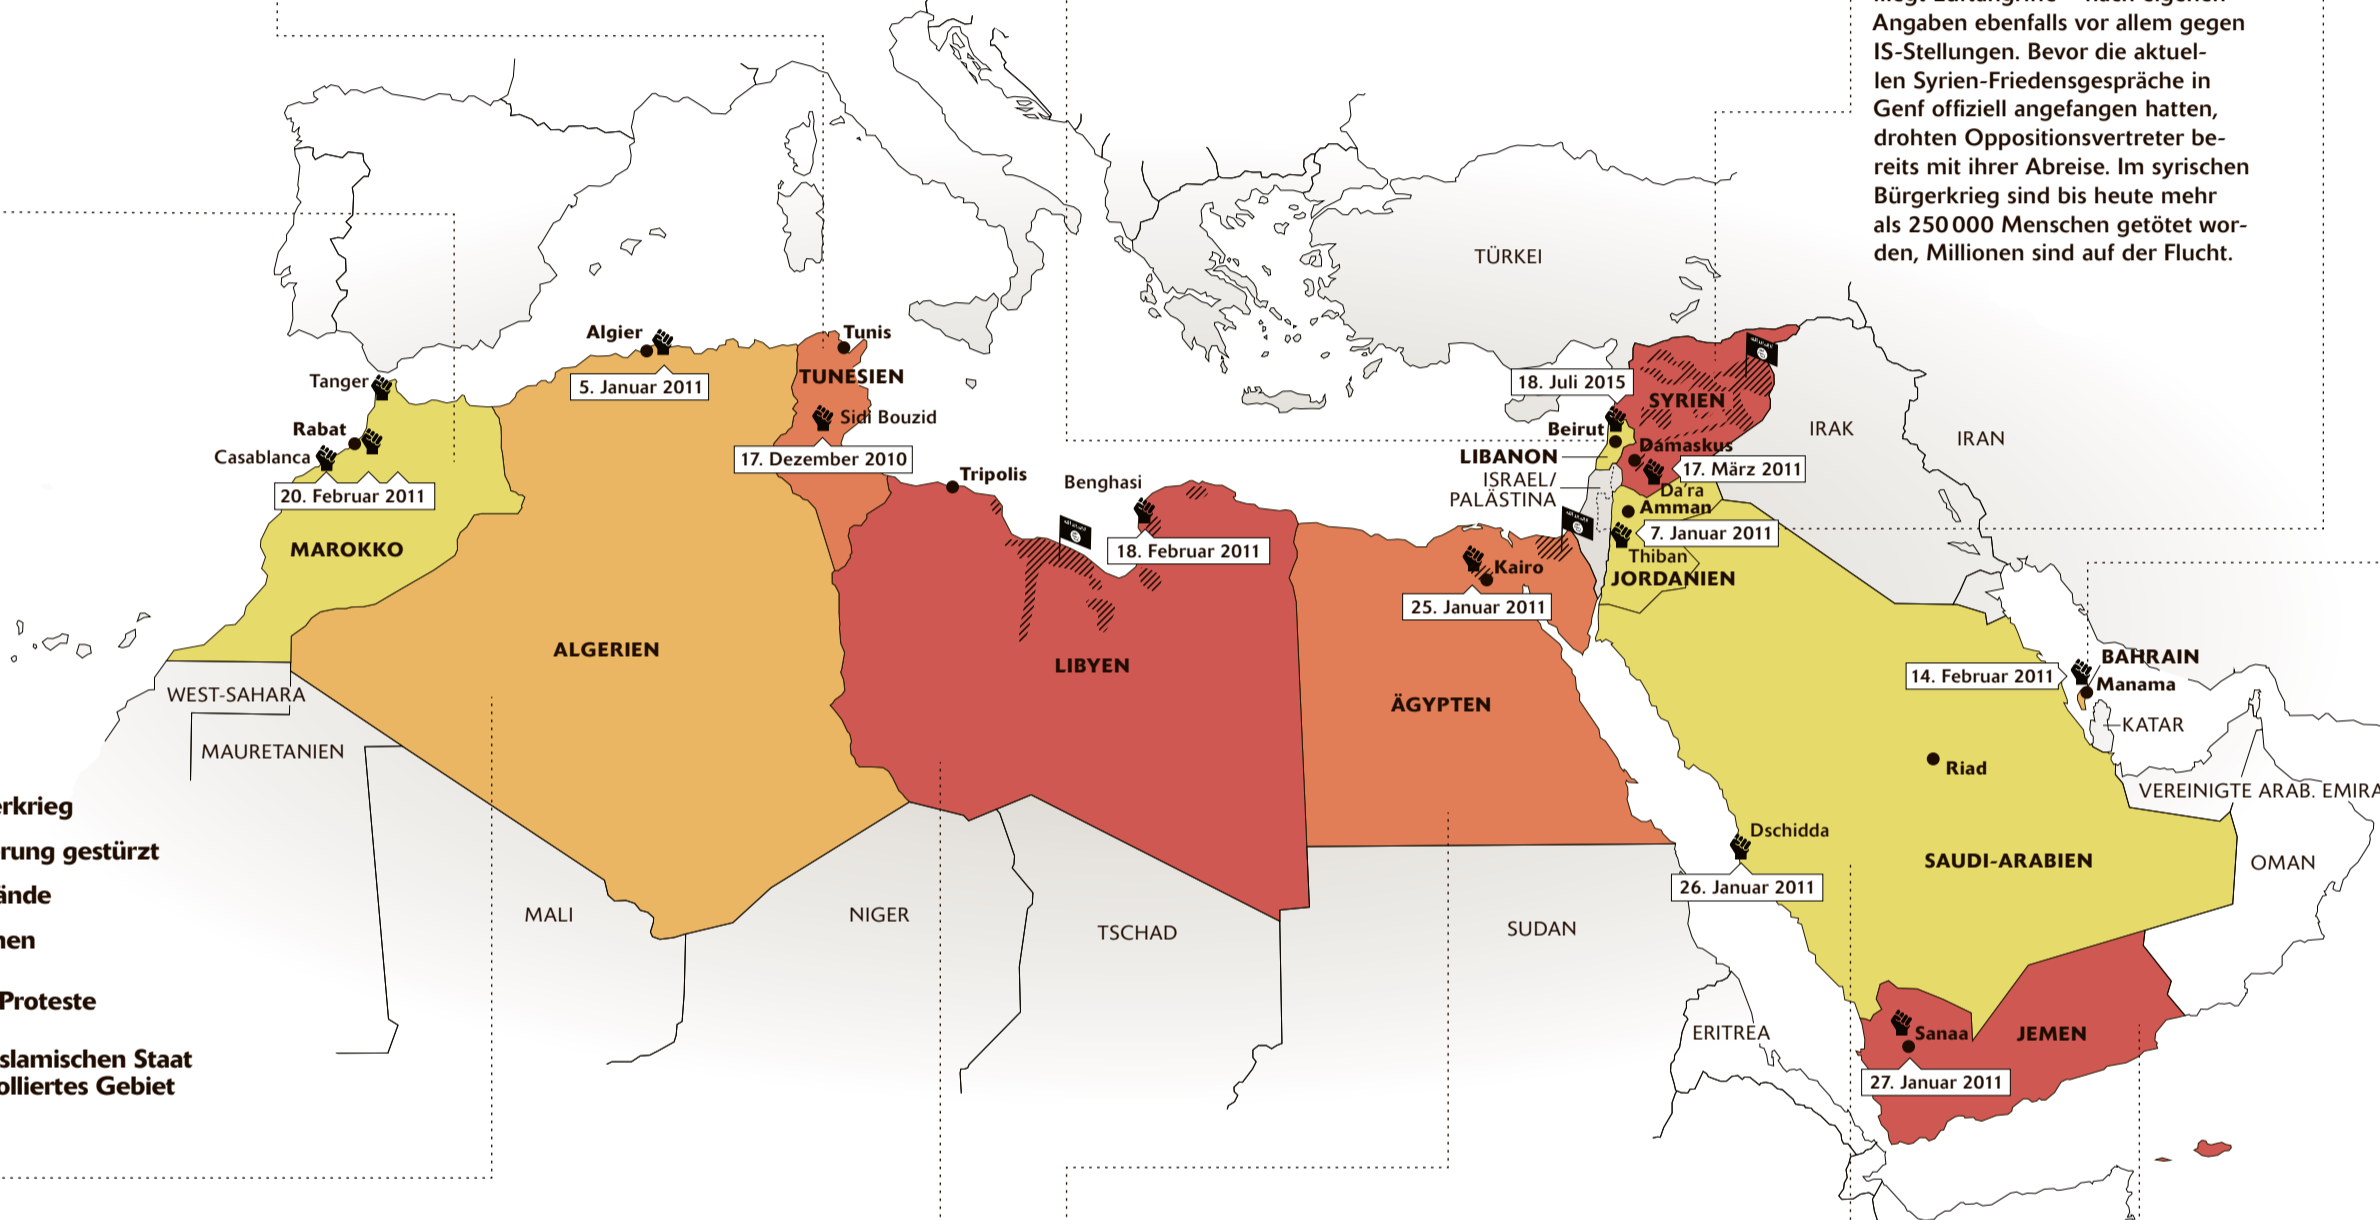 Angaben ebenfalls vor allem gegen
IS-Stellungen. Bevor die aktuel-
len Syrien-Friedensgespräche in
Genf offiziell angefangen hatten,
drohten Oppositionsvertreter be-
reits mit ihrer Abreise. Im syrischen
Bürgerkrieg sind bis heute mehr
als 250 000 Menschen getötet wor-
den, Millionen sind auf der Flucht.
TÜRKEI
Algier
Tunis
5. Januar 2011
TUNESIEN
Tanger
Sidi Bouzid
17. Dezember 2010
Rabat
Casablanca
20. Februar 2011
MAROKKO
Tripolis
Benghasi
18. Februar 2011
18. Juli 2015
SYRIEN
Beirut
Damaskus
LIBANON
17. März 2011
ISRAEL/
PALÄSTINA
Da'ra
Amman
7. Januar 2011
Thiban
JORDANIEN
IRAK
IRAN
Kairo
25. Januar 2011
ALGERIEN
LIBYEN
ÄGYPTEN
WEST-SAHARA
MAURETANIEN
BAHRAIN
14. Februar 2011
Manama
KATAR
Riad
VEREINIGTE ARAB. EMIRA
Dschidda
26. Januar 2011
SAUDI-ARABIEN
OMAN
MALI
NIGER
TSCHAD
SUDAN
ERITREA
Sanaa
JEMEN
27. Januar 2011
erkrieg
rung gestürzt
ände
nen
Proteste
slamischen Staat
olliertes Gebiet